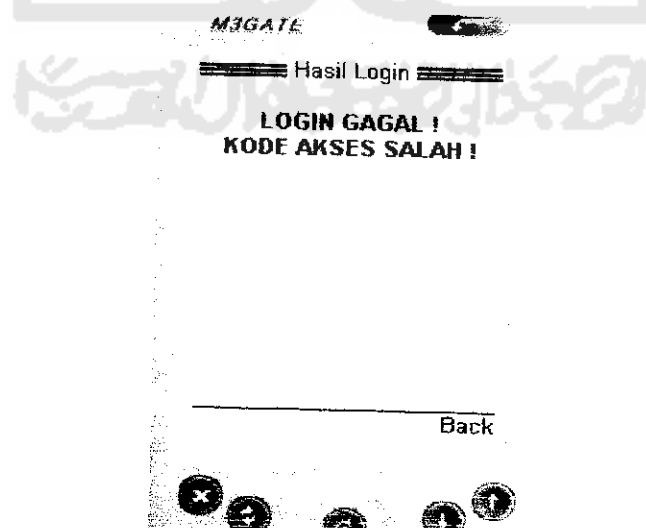 M3GATE
Hasil Login
LOGIN GAGAL !
KODE AKSES SALAH !
Back